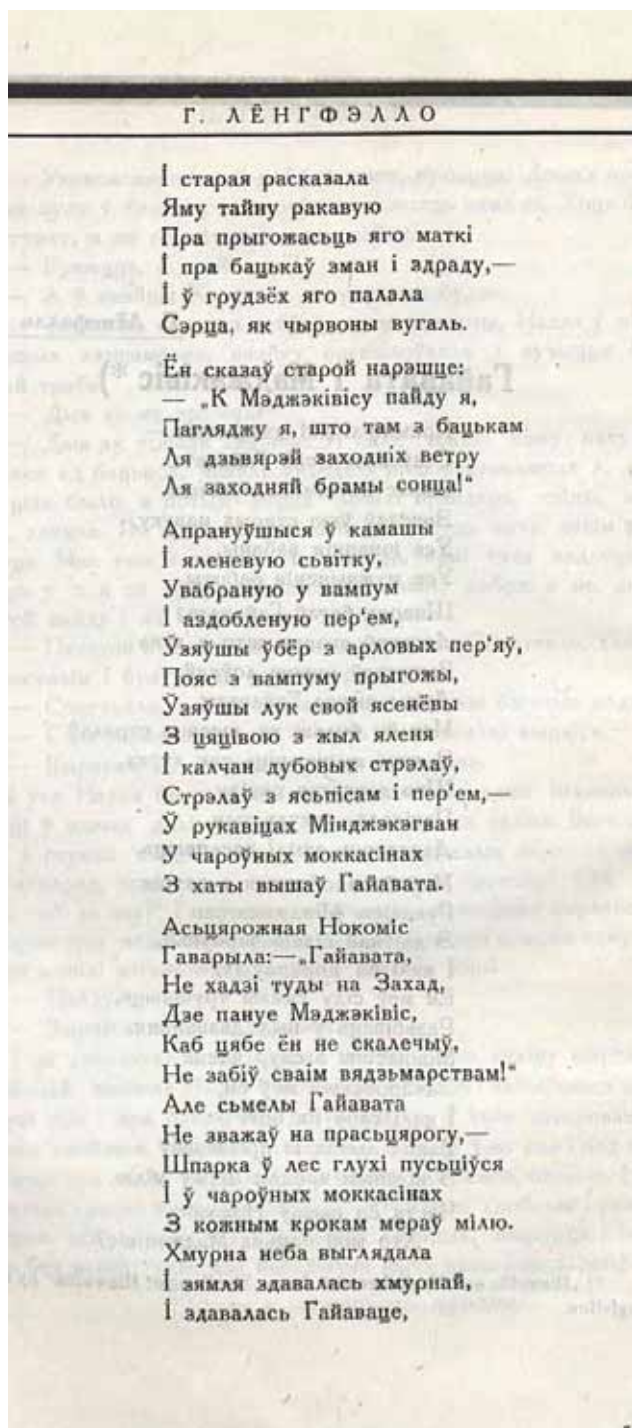 Г. ЛЁНГФЭЛЛО
І старая расказала
Яму тайну ракавую
Пра прыгожасьць яго маткі
І пра бацькаў зман і здраду,—
І ў грудзёх яго палала
Сэрца, як чырвоны вугаль.
Ён сказаў старой нарэшце:
— „К Мэджэківісу пайду я,
Пагляджу я, што там з бацькам
Ля дзьвярэй заходніх ветру
Ля заходняй брамы сонца!“
Апрануўшыся ў камашы
І яленевую сьвітку,
Увабраную у вампум
І аздобленую пер'ем,
Ўзяўшы ўбёр з арловых пер'яў,
Пояс з вампуму прыгожы,
Ўзяўшы лук свой ясенёвы
З цяцівою з жыл яленя
І калчан дубовых стрэлаў,
Стрэлаў з ясьпісам і пер'ем,—
Ў рукавіцах Мінджэкэгван
У чароўных моккасінах
З хаты вышаў Гайавата.
Асьцярожная Нокоміс
Гаварыла:—„Гайавата,
Не хадзі туды на Захад,
Дзе пануе Мэджэківіс,
Каб цябе ён не скалечыў,
Не забіў сваім вядзьмарствам!“
Але сьмелы Гайавата
Не зважаў на прасьцярогу,—
Шпарка ў лес глухі пусьціўся
І ў чароўных моккасінах
З кожным крокам мераў мілю.
Хмурна неба выглядала
І зямля здавалась хмурнай,
І здавалась Гайаваце,